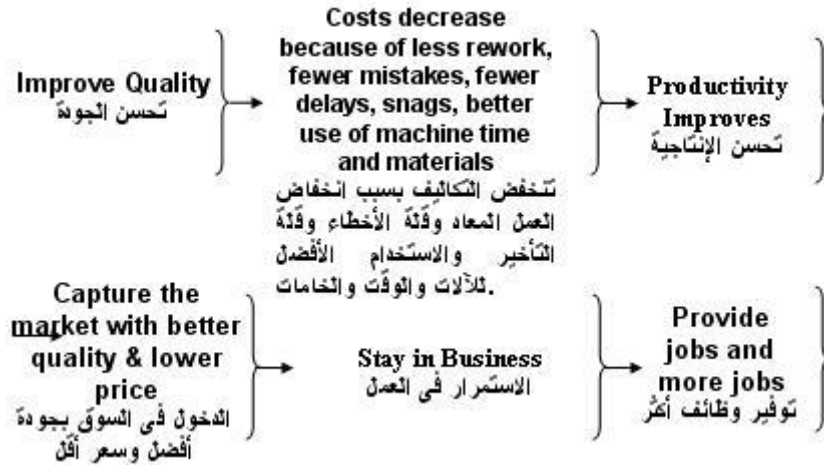 Improve Quality
تحسن الجودة
Costs decrease
because of less rework,
fewer mistakes, fewer
delays, snags, better
use of machine time
and materials
تنخفض التكاليف بسبب انخفاض
العمل المعاد وقلة الأخطاء وقلة
التأخير والاستخدام الأفضل
للآلات والوقت والخامات.
Productivity
Improves
تحسن الإنتاجية
Capture the
market with better
quality & lower
price
الدخول فى السوق بجودة
أفضل وسعر أقل
Stay in Business
الاستمرار فى العمل
Provide
jobs and
more jobs
توفير وظائف أكثر